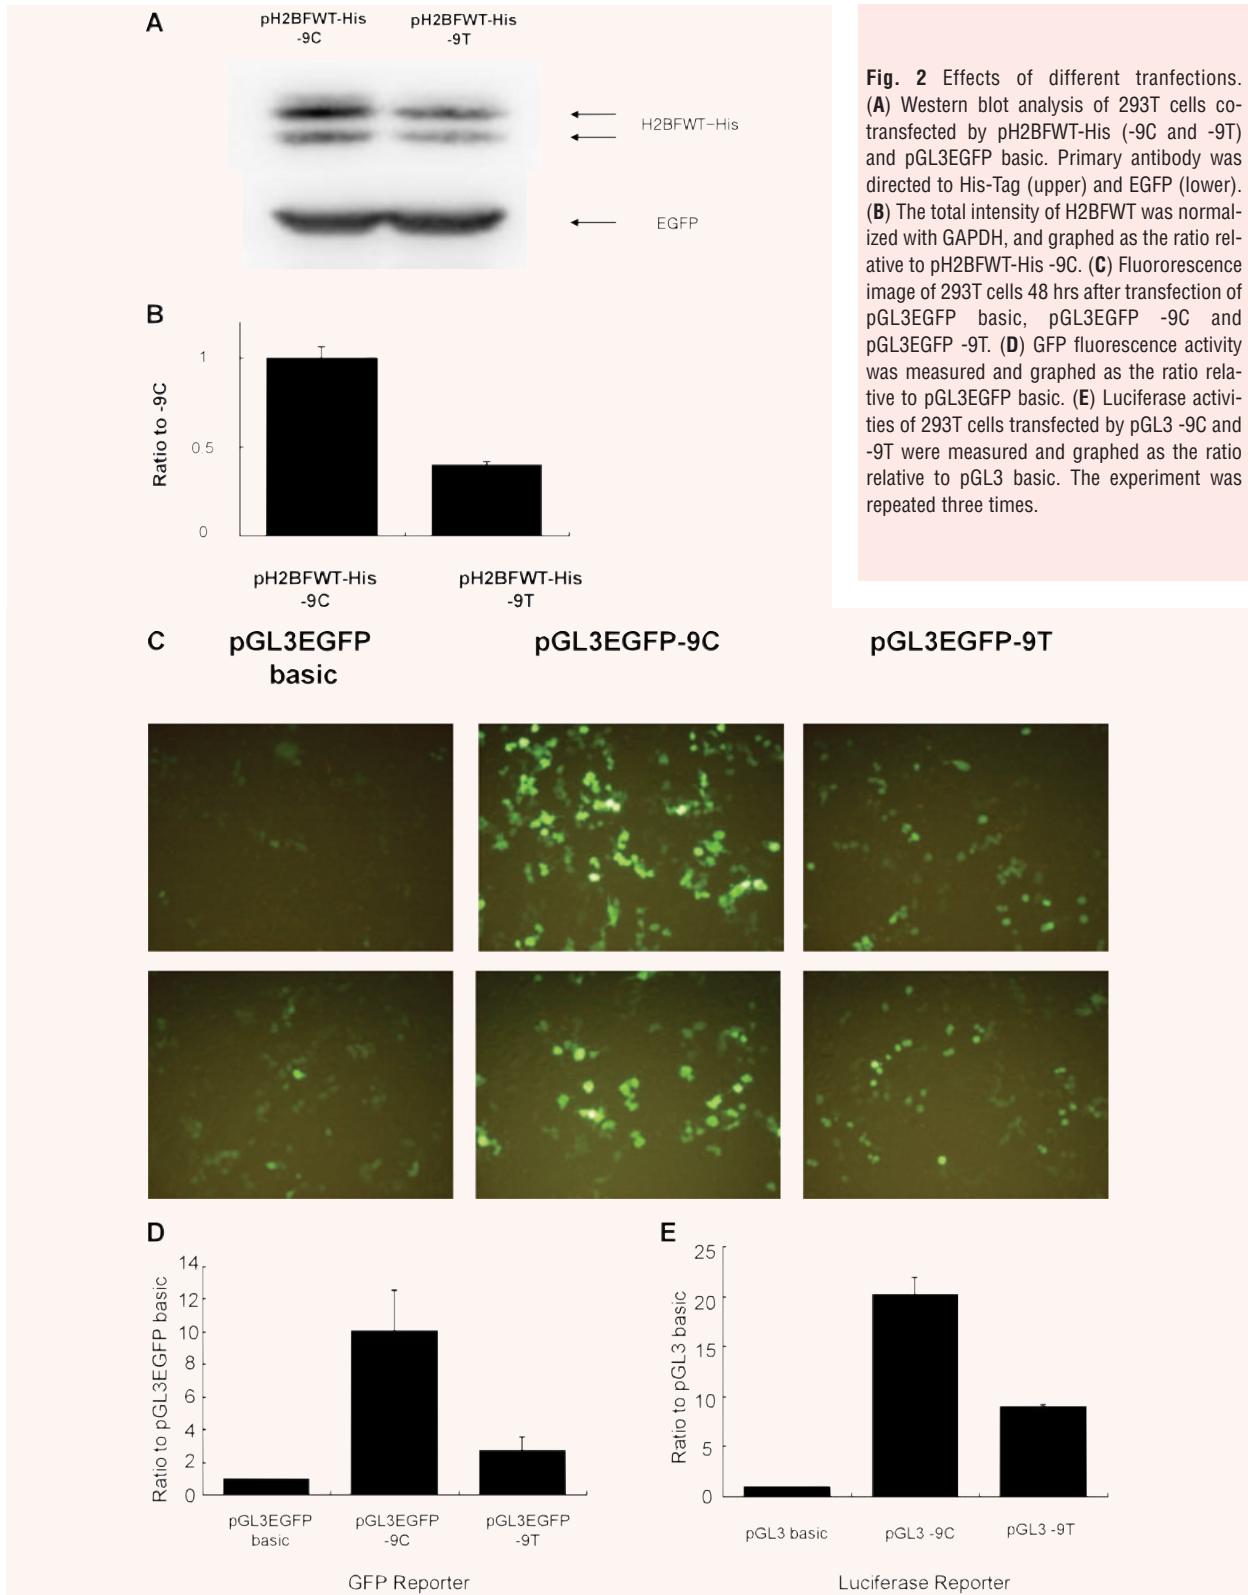 A
pH2BFWT-His
-9C
pH2BFWT-His
-9T
H2BFWT-His
EGFP
Fig. 2 Effects of different tranfections.
(A) Western blot analysis of 293T cells co-
transfected by pH2BFWT-His (-9C and -9T)
and pGL3EGFP basic. Primary antibody was
directed to His-Tag (upper) and EGFP (lower).
(B) The total intensity of H2BFWT was normal-
ized with GAPDH, and graphed as the ratio rel-
ative to pH2BFWT-His -9C. (C) Fluororescence
image of 293T cells 48 hrs after transfection of
pGL3EGFP basic, pGL3EGFP -9C and
pGL3EGFP -9T. (D) GFP fluorescence activity
was measured and graphed as the ratio rela-
tive to pGL3EGFP basic. (E) Luciferase activi-
ties of 293T cells transfected by pGL3 -9C and
-9T were measured and graphed as the ratio
relative to pGL3 basic. The experiment was
repeated three times.
B
Ratio to -9C
1
0.5
0
pH2BFWT-His
-9C
pH2BFWT-His
-9T
C
pGL3EGFP
basic
pGL3EGFP-9C
pGL3EGFP-9T
D
Ratio to pGL3EGFP basic
14
12
10
8
6
4
2
0
pGL3EGFP
basic
pGL3EGFP
-9C
pGL3EGFP
-9T
GFP Reporter
E
Ratio to pGL3 basic
25
20
15
10
5
0
pGL3 basic
pGL3 -9C
pGL3 -9T
Luciferase Reporter